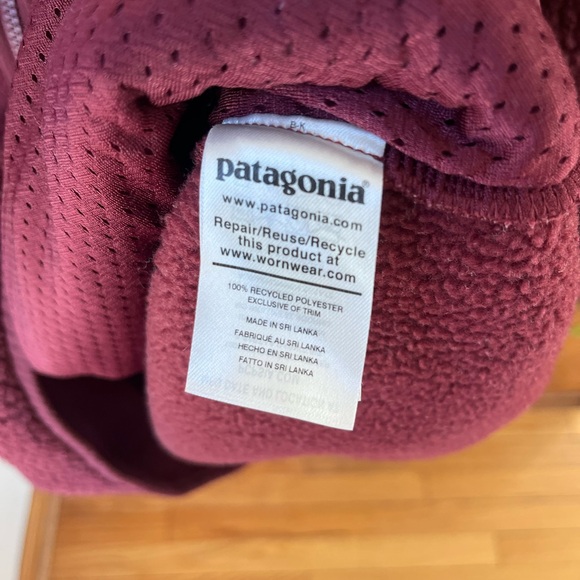 B-K
patagonia®
www.patagonia.com
Repair/Reuse/Recycle
this product at
www.wornwear.com
100% RECYCLED POLYESTER
EXCLUSIVE OF TRIM
MADE IN SRI LANKA
FABRIQUÉ AU SRI LANKA
HECHO EN SRI LANKA
FATTO IN SRI LANKA